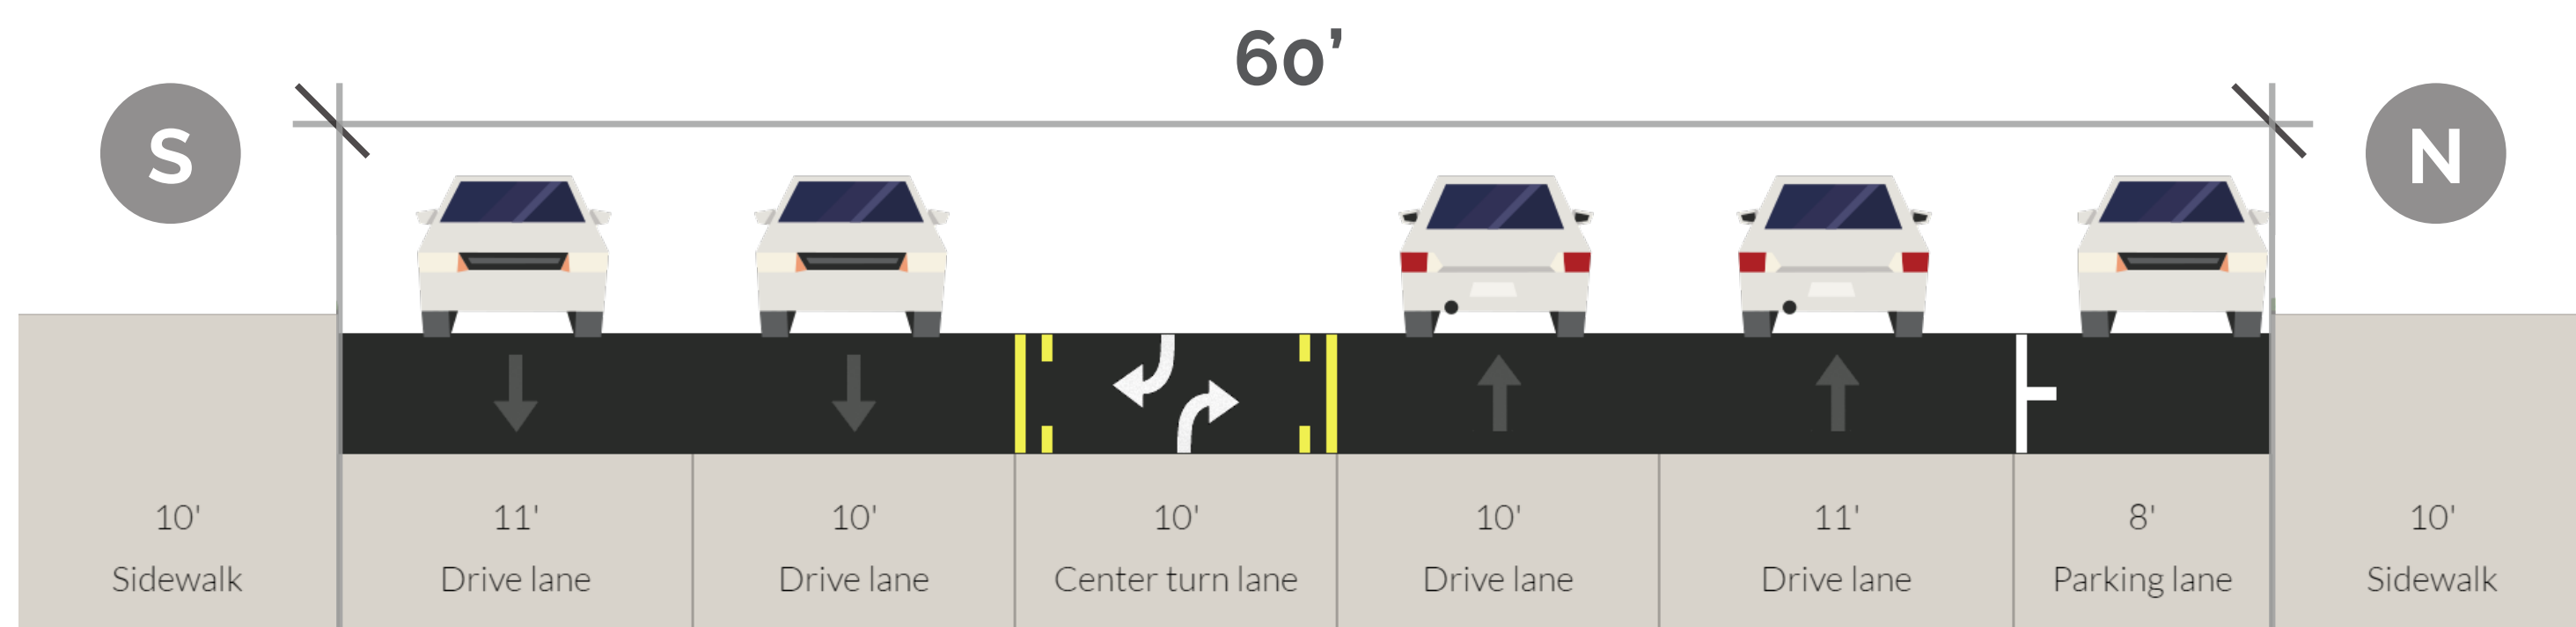 60’
S
N
10'
Sidewalk
11'
Drive lane
10'
Drive lane
10'
Center turn lane
10'
Drive lane
11'
Drive lane
8'
Parking lane
10'
Sidewalk